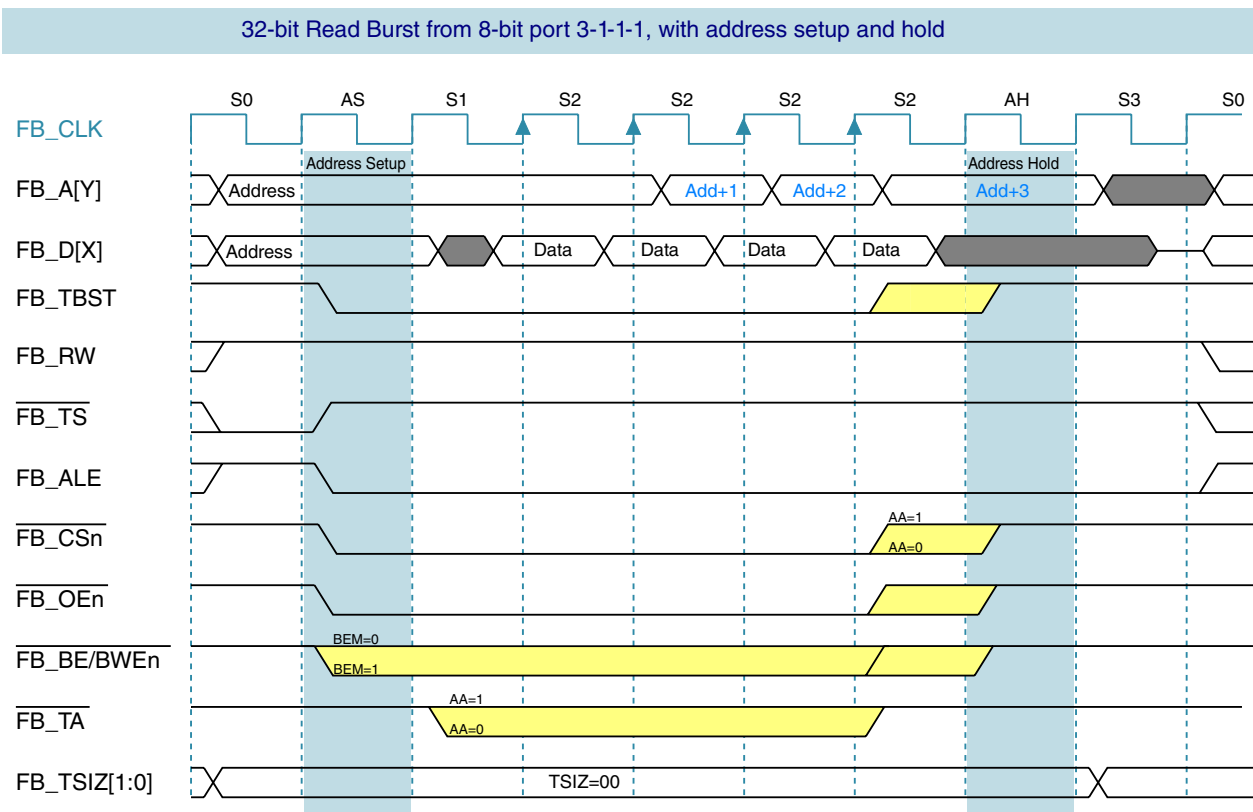 32-bit Read Burst from 8-bit port 3-1-1-1, with address setup and hold
S0 AS S1 S2 S2 S2 S2 AH S3 S0
FB_CLK
Address Setup Address Hold
FB_A[Y] Address Add+1 Add+2 Add+3
FB_D[X] Address Data Data Data Data
FB_TBST
FB_RW
FB_TS
FB_ALE
AA=1
FB_CSn
AA=0
FB_OEn
BEM=0
FB_BE/BWEn
BEM=1
AA=1
FB_TA
AA=0
FB_TSIZ[1:0] TSIZ=00